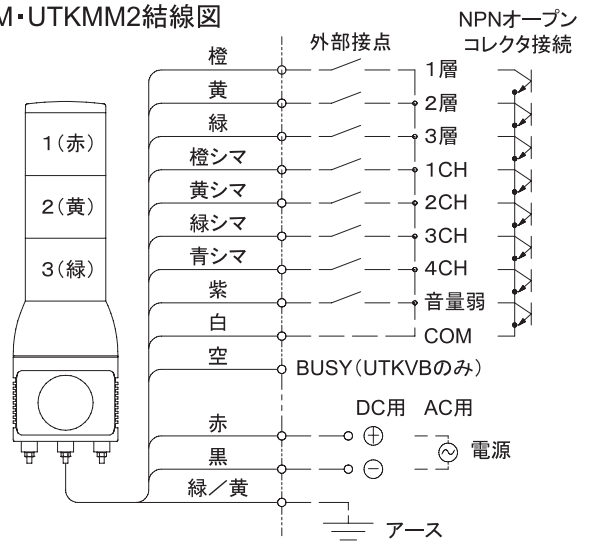 M･UTKMM2結線図
NPNオープン
コレクタ接続
外部接点
橙
1層
黄
2層
緑
3層
橙シマ
1CH
黄シマ
2CH
緑シマ
3CH
青シマ
4CH
紫
音量弱
白
COM
空
BUSY(UTKVBのみ)
1(赤)
2(黄)
3(緑)
DC用 AC用
赤
⊕
電源
黒
⊖
緑／黄
アース